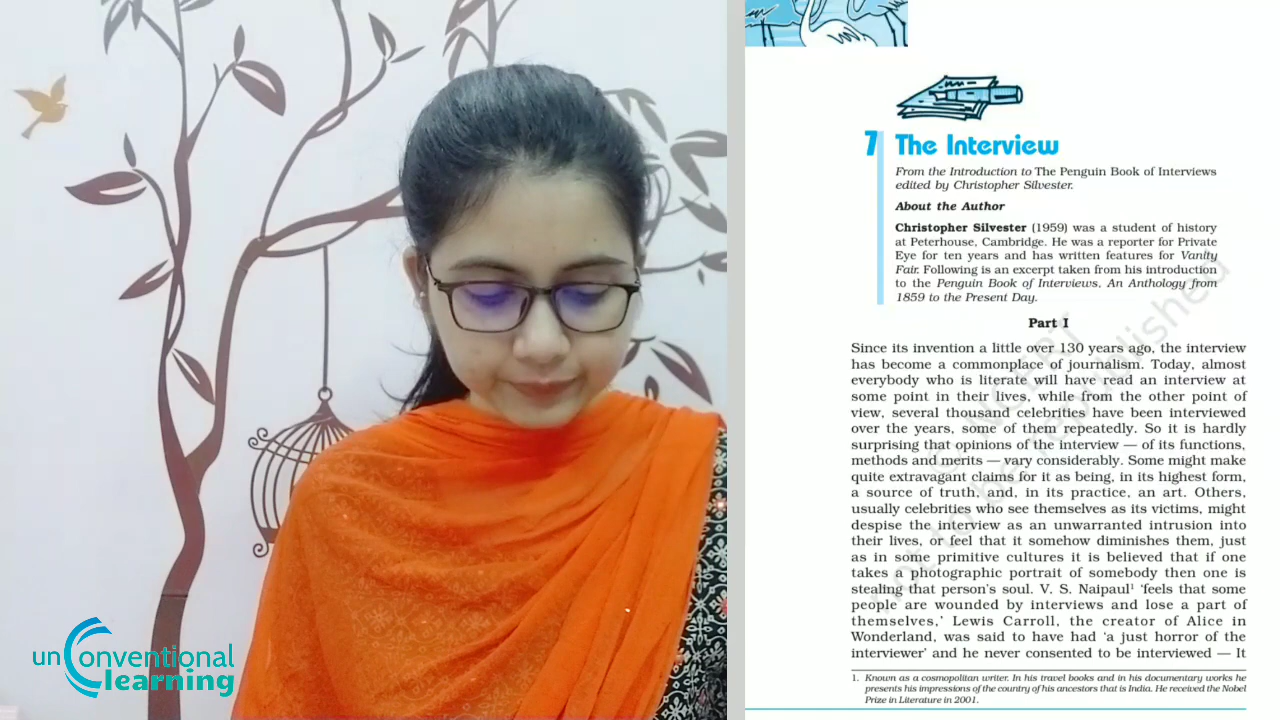 unConventional
learning
7 The Interview
From the Introduction to The Penguin Book of Interviews
edited by Christopher Silvester.
About the Author
Christopher Silvester (1959) was a student of history
at Peterhouse, Cambridge. He was a reporter for Private
Eye for ten years and has written features for Vanity
Fair. Following is an excerpt taken from his introduction
to the Penguin Book of Interviews, An Anthology from
1859 to the Present Day.
Part I
Since its invention a little over 130 years ago, the interview
has become a commonplace of journalism. Today, almost
everybody who is literate will have read an interview at
some point in their lives, while from the other point of
view, several thousand celebrities have been interviewed
over the years, some of them repeatedly. So it is hardly
surprising that opinions of the interview — of its functions,
methods and merits — vary considerably. Some might make
quite extravagant claims for it as being, in its highest form,
a source of truth, and, in its practice, an art. Others,
usually celebrities who see themselves as its victims, might
despise the interview as an unwarranted intrusion into
their lives, or feel that it somehow diminishes them, just
as in some primitive cultures it is believed that if one
takes a photographic portrait of somebody then one is
stealing that person's soul. V. S. Naipaul¹ 'feels that some
people are wounded by interviews and lose a part of
themselves,' Lewis Carroll, the creator of Alice in
Wonderland, was said to have had 'a just horror of the
interviewer' and he never consented to be interviewed — It
1. Known as a cosmopolitan writer. In his travel books and in his documentary works he
presents his impressions of the country of his ancestors that is India. He received the Nobel
Prize in Literature in 2001.
© NCERT
not to be republished